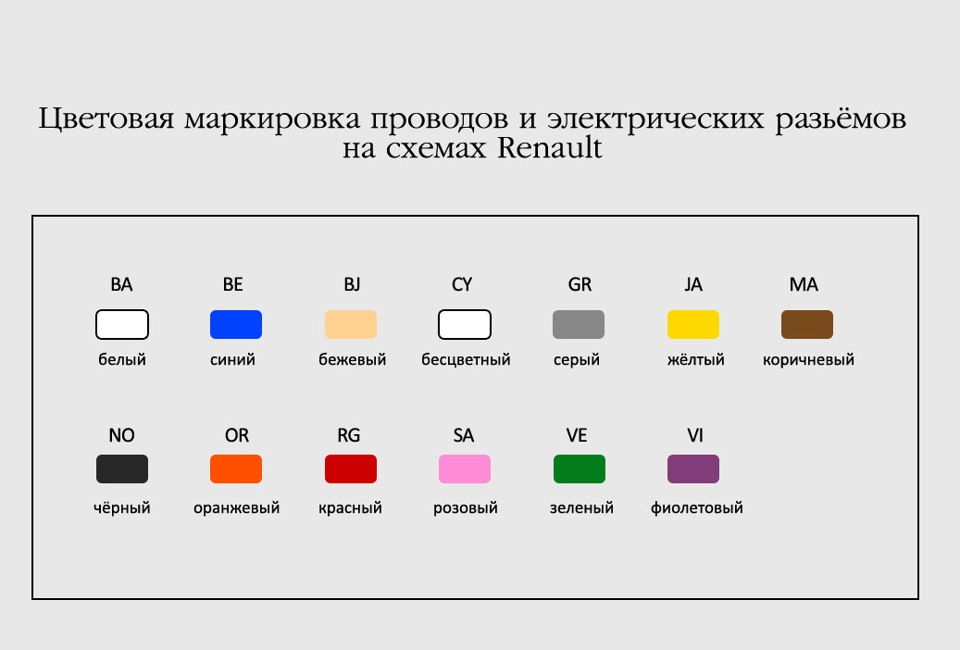 Цветовая маркировка проводов и электрических разьёмов
на схемах Renault
BA BE BJ CY GR JA MA
белый синий бежевый бесцветный серый жёлтый коричневый
NO OR RG SA VE VI
чёрный оранжевый красный розовый зеленый фиолетовый